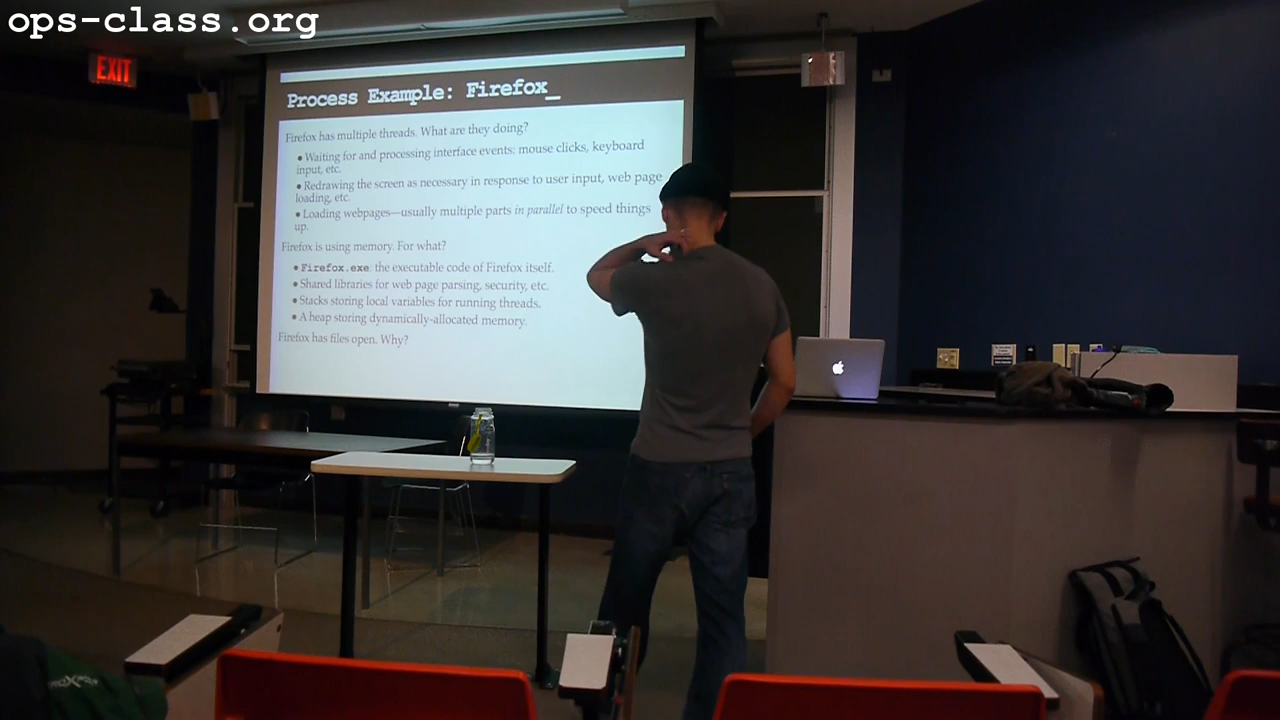 ops-class.org
EXIT
Process Example: Firefox_
Firefox has multiple threads. What are they doing?
● Waiting for and processing interface events: mouse clicks, keyboard
input, etc.
● Redrawing the screen as necessary in response to user input, web page
loading, etc.
● Loading webpages—usually multiple parts in parallel to speed things
up.
Firefox is using memory. For what?
● Firefox.exe: the executable code of Firefox itself.
● Shared libraries for web page parsing, security, etc.
● Stacks storing local variables for running threads.
● A heap storing dynamically-allocated memory.
Firefox has files open. Why?